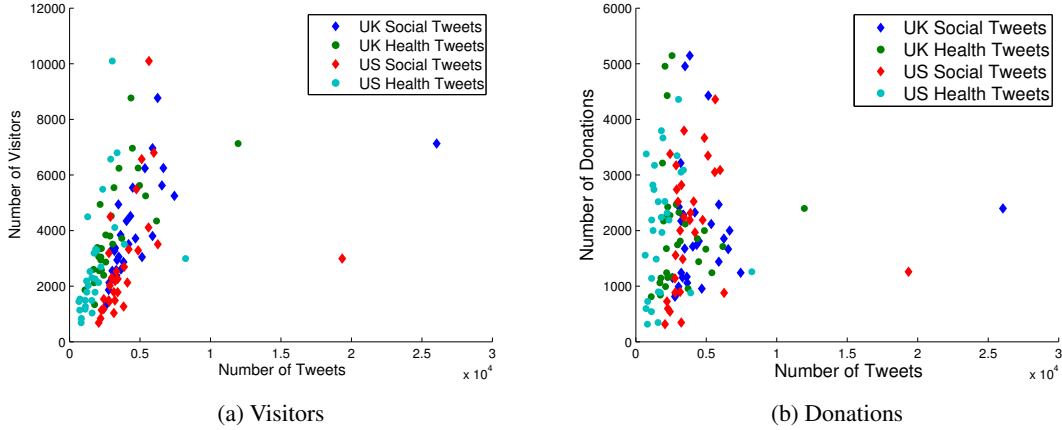 12000
10000
8000
6000
4000
2000
0
Number of Visitors
0 0.5 1 1.5 2 2.5 3
x 10^4
Number of Tweets
UK Social Tweets
UK Health Tweets
US Social Tweets
US Health Tweets
(a) Visitors
6000
5000
4000
3000
2000
1000
0
Number of Donations
0 0.5 1 1.5 2 2.5 3
x 10^4
Number of Tweets
UK Social Tweets
UK Health Tweets
US Social Tweets
US Health Tweets
(b) Donations